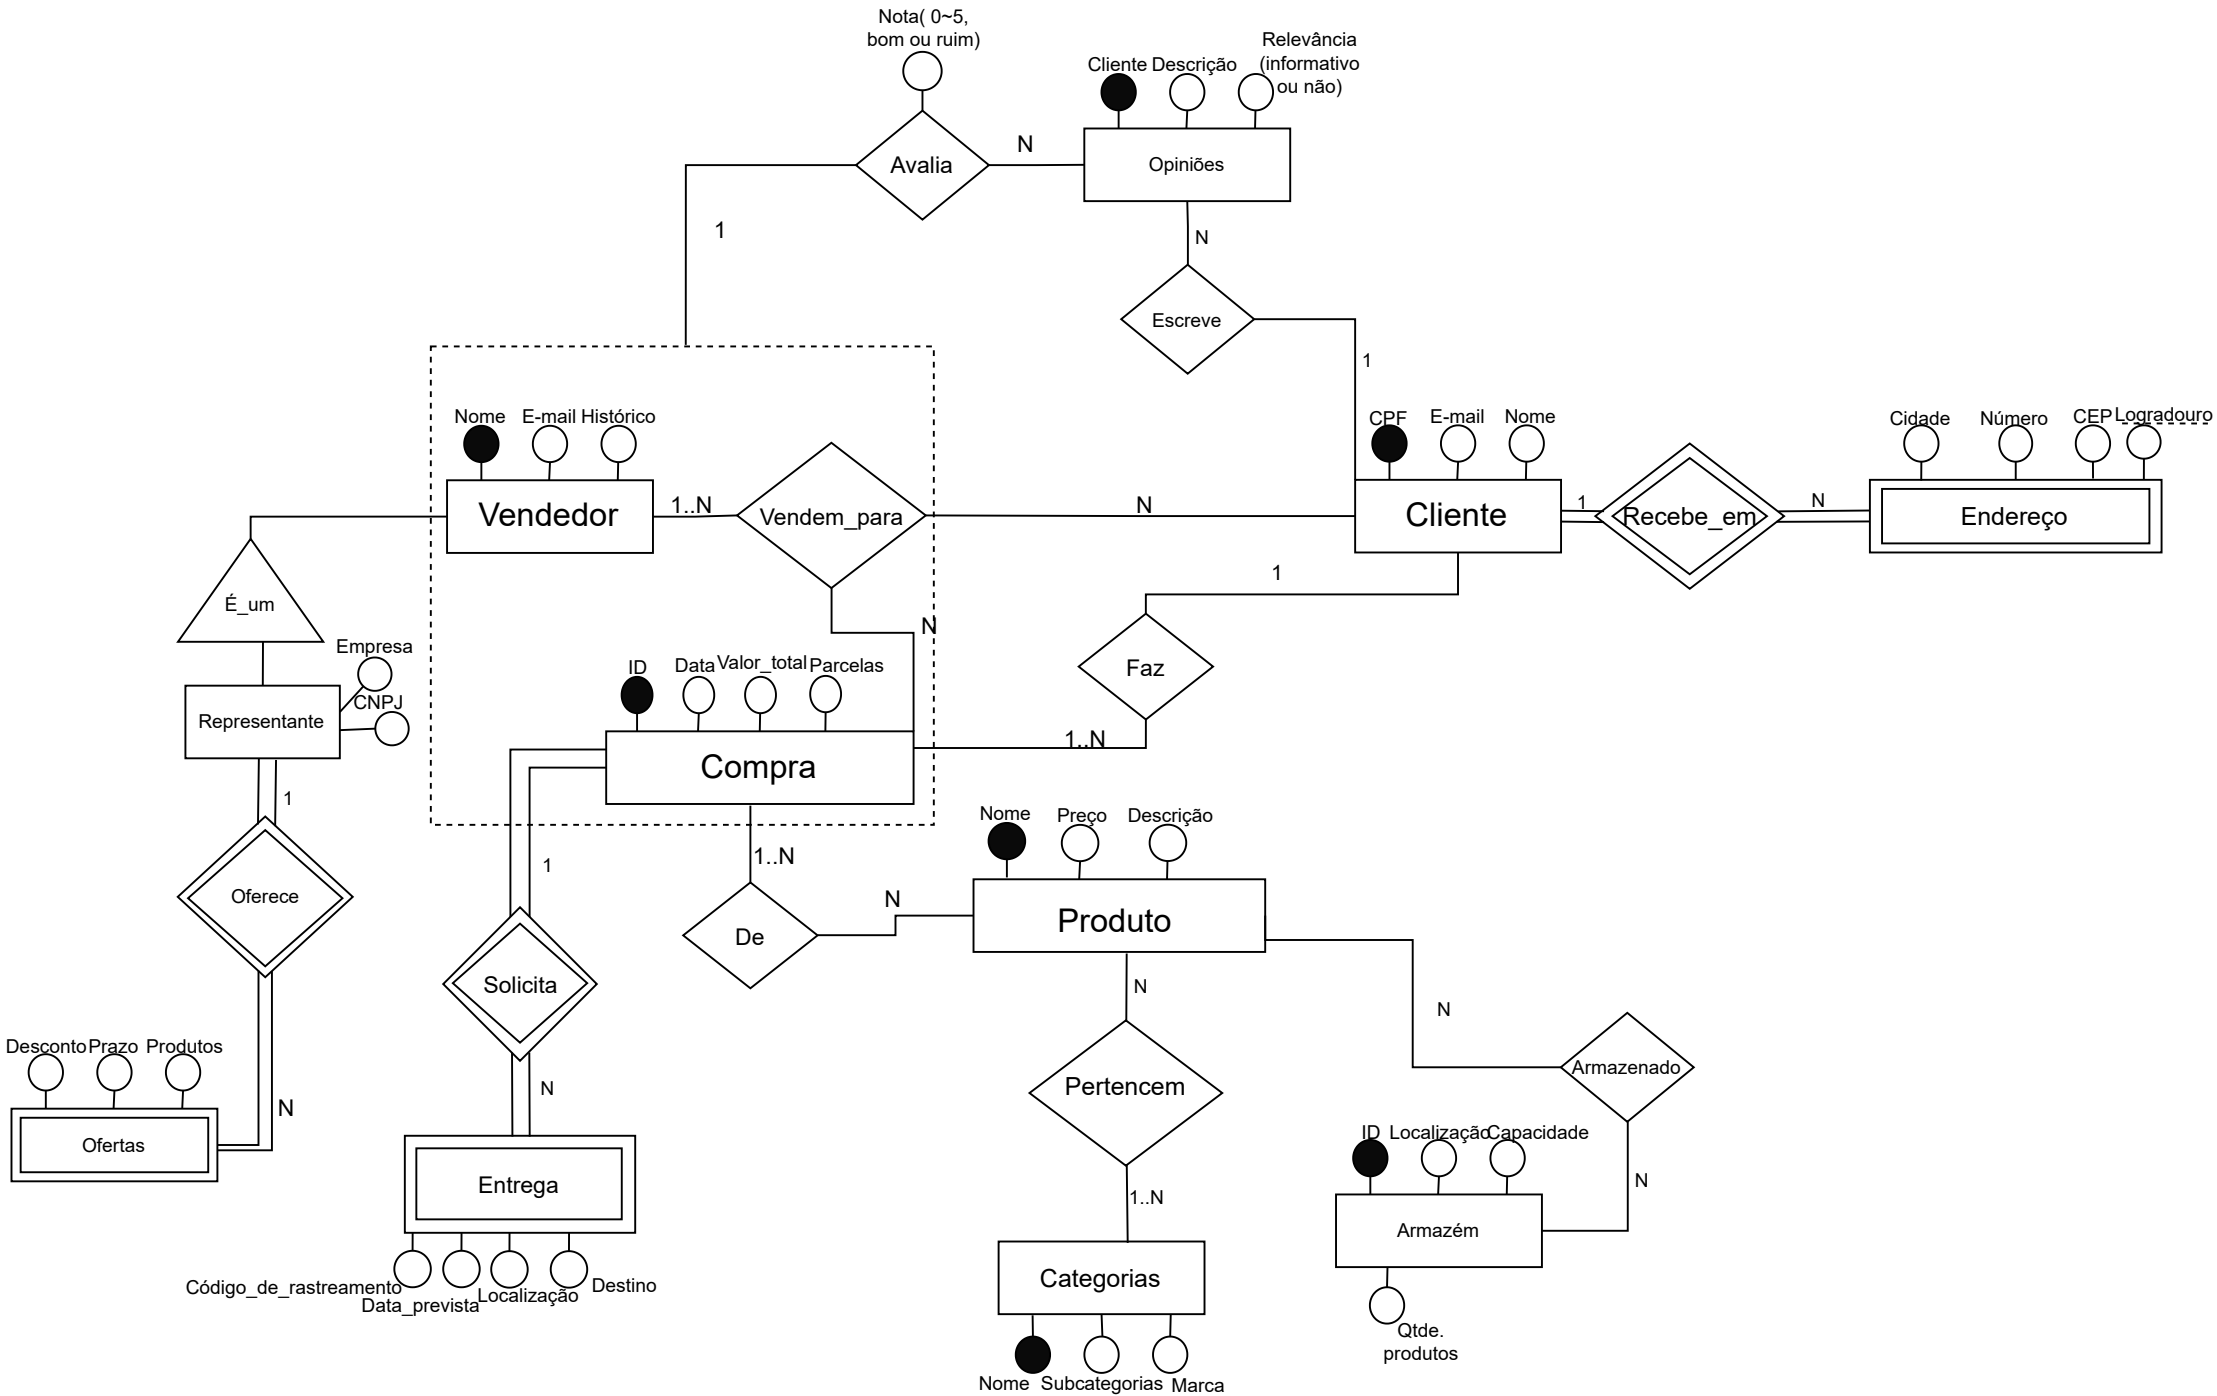 Nota( 0~5,
bom ou ruim)
Relevância
(informativo
ou não)
Cliente
Descrição
Avalia
N
Opiniões
1
N
Escreve
1
Nome
E-mail
Histórico
CPF
E-mail
Nome
Cidade
Número
CEP
Logradouro
Vendedor
1..N
Vendem_para
N
Cliente
1
Recebe_em
N
Endereço
1
É_um
N
Empresa
CNPJ
Representante
ID
Data
Valor_total
Parcelas
Faz
1..N
Compra
1
Oferece
1
1..N
Nome
Preço
Descrição
N
Produto
De
Solicita
N
N
Desconto
Prazo
Produtos
N
N
Pertencem
Armazenado
Ofertas
ID
Localização
Capacidade
N
Entrega
1..N
Armazém
Código_de_rastreamento
Data_prevista
Localização
Destino
Categorias
Qtde.
produtos
Nome
Subcategorias
Marca